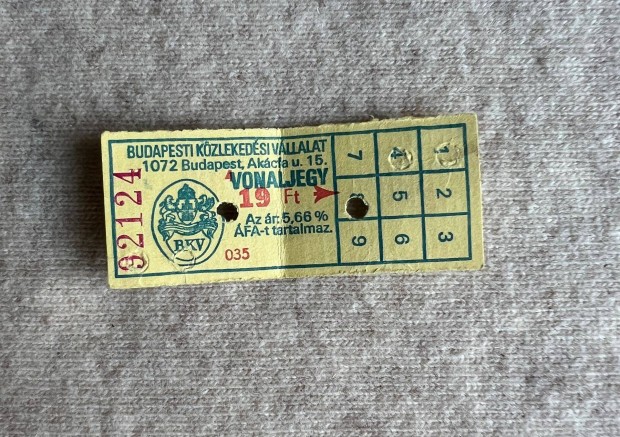 BUDAPESTI KÖZLEKEDÉSI VÁLLALAT
1072 Budapest, Akácfa u. 15.
VONALJEGY
19 Ft
Az ár: 5,66 %
ÁFA-t tartalmaz.
035
BKV
92124
7 4 1
8 5 2
9 6 3